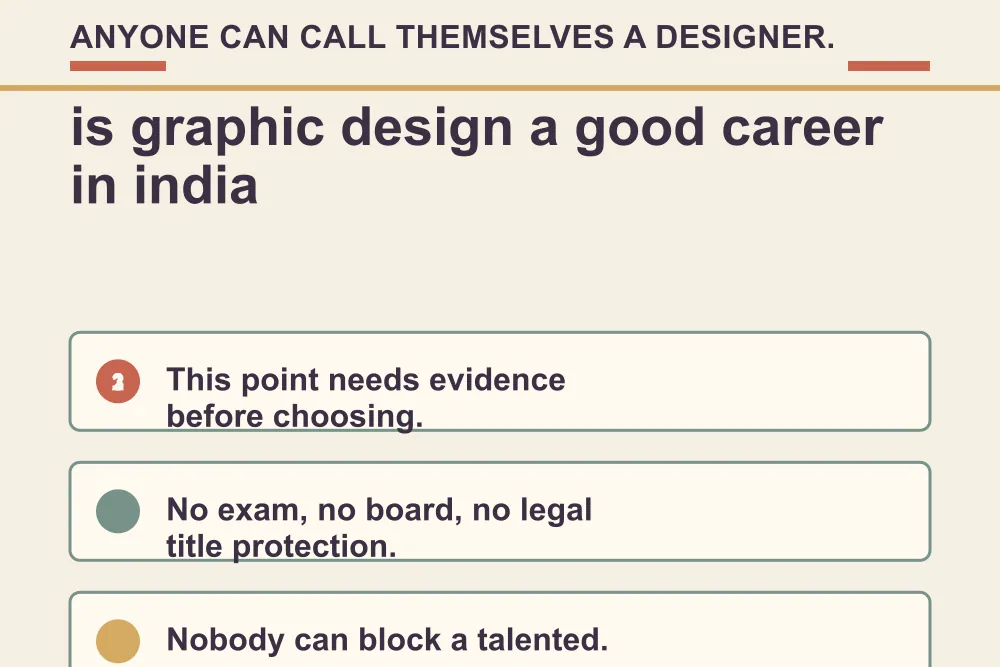 ANYONE CAN CALL THEMSELVES A DESIGNER.
is graphic design a good career
in india
This point needs evidence
before choosing.
No exam, no board, no legal
title protection.
Nobody can block a talented.